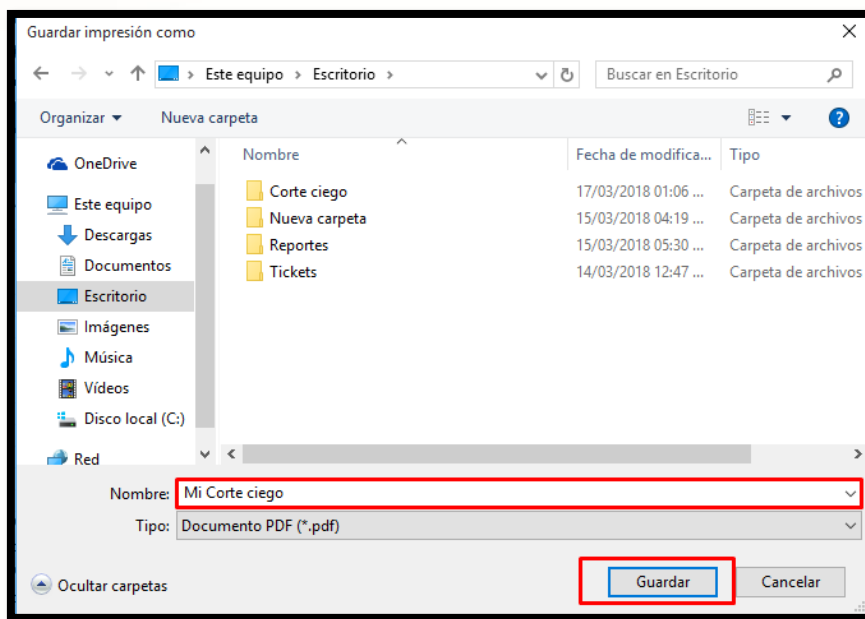 Guardar impresión como
Este equipo > Escritorio >
Buscar en Escritorio
Organizar Nueva carpeta
?
Nombre Fecha de modifica... Tipo
OneDrive
Este equipo
Descargas
Documentos
Escritorio
Imágenes
Música
Vídeos
Disco local (C:)
Red
Corte ciego 17/03/2018 01:06 ... Carpeta de archivos
Nueva carpeta 15/03/2018 04:19 ... Carpeta de archivos
Reportes 15/03/2018 05:30 ... Carpeta de archivos
Tickets 14/03/2018 12:47 ... Carpeta de archivos
Nombre: Mi Corte ciego
Tipo: Documento PDF (*.pdf)
Ocultar carpetas
Guardar Cancelar